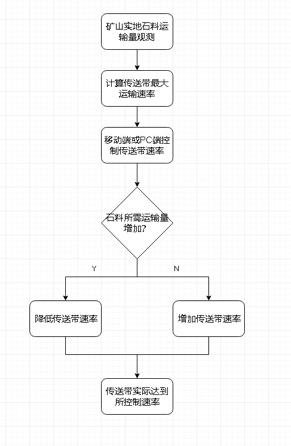 矿山实地石料运
输量观测
计算传送带最大
运输速率
移动端或PC端控
制传送带速率
石料所需运输量
增加?
Y
N
降低传送带速率
增加传送带速率
传送带实际达到
所控制速率